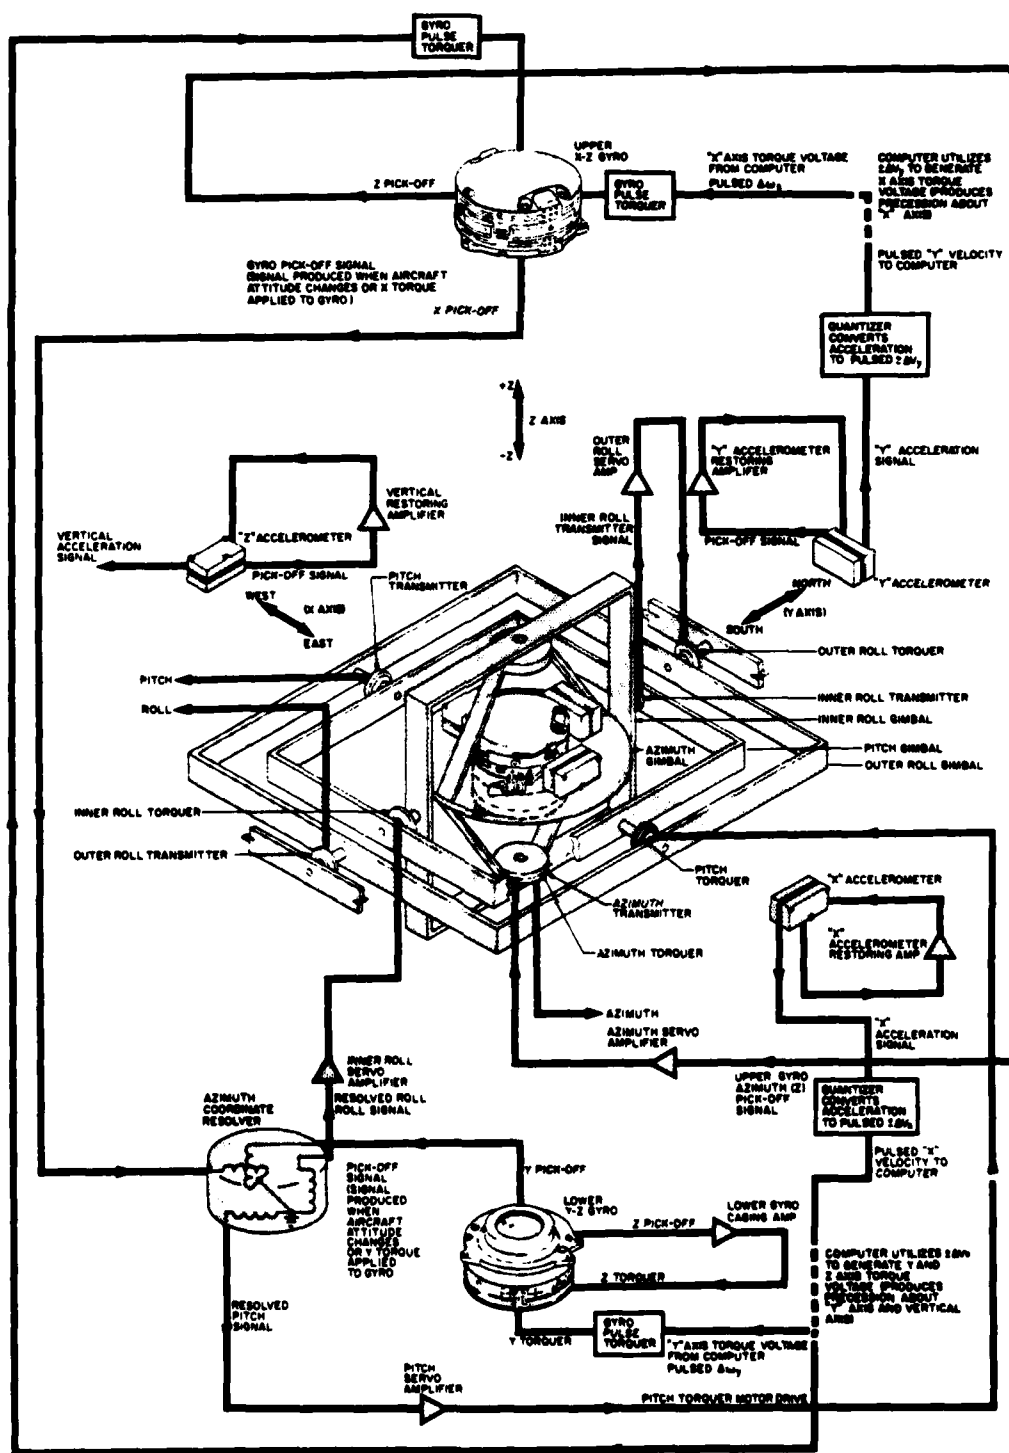 GYRO
PULSE
TORQUER
UPPER
X-Z GYRO
Z PICK-OFF
GYRO
PULSE
TORQUER
"X" AXIS TORQUE VOLTAGE
FROM COMPUTER
PULSED Δωx
COMPUTER UTILIZES
ΣΔVy TO GENERATE
X AXIS TORQUE
VOLTAGE (PRODUCES
PRECESSION ABOUT
"X" AXIS)
PULSED "Y" VELOCITY
TO COMPUTER
GYRO PICK-OFF SIGNAL
(SIGNAL PRODUCED WHEN AIRCRAFT
ATTITUDE CHANGES OR X TORQUE
APPLIED TO GYRO)
X PICK-OFF
QUANTIZER
CONVERTS
ACCELERATION
TO PULSED ΣΔVy
+Z
Z AXIS
-Z
OUTER
ROLL
SERVO
AMP
"Y" ACCELEROMETER
RESTORING
AMPLIFIER
"Y" ACCELERATION
SIGNAL
VERTICAL
RESTORING
AMPLIFIER
VERTICAL
ACCELERATION
SIGNAL
"Z" ACCELEROMETER
PICK-OFF SIGNAL
INNER ROLL
TRANSMITTER
SIGNAL
PICK-OFF SIGNAL
"Y" ACCELEROMETER
PITCH
TRANSMITTER
WEST
(X AXIS)
EAST
NORTH
(Y AXIS)
SOUTH
OUTER ROLL TORQUER
PITCH
ROLL
INNER ROLL TRANSMITTER
INNER ROLL GIMBAL
AZIMUTH
GIMBAL
PITCH GIMBAL
OUTER ROLL GIMBAL
INNER ROLL TORQUER
OUTER ROLL TRANSMITTER
PITCH
TORQUER
"X" ACCELEROMETER
AZIMUTH
TRANSMITTER
"X"
ACCELEROMETER
RESTORING AMP
AZIMUTH TORQUER
AZIMUTH
AZIMUTH SERVO
AMPLIFIER
"X"
ACCELERATION
SIGNAL
INNER ROLL
SERVO
AMPLIFIER
RESOLVED ROLL
ROLL SIGNAL
AZIMUTH
COORDINATE
RESOLVER
UPPER GYRO
AZIMUTH (Z)
PICK-OFF
SIGNAL
QUANTIZER
CONVERTS
ACCELERATION
TO PULSED ΣΔVx
PULSED "X"
VELOCITY TO
COMPUTER
PICK-OFF
SIGNAL
(SIGNAL
PRODUCED
WHEN
AIRCRAFT
ATTITUDE
CHANGES
OR Y TORQUE
APPLIED
TO GYRO
Y PICK-OFF
LOWER
Y-Z GYRO
Z PICK-OFF
LOWER GYRO
CAGING AMP
Z TORQUER
COMPUTER UTILIZES ΣΔVx
TO GENERATE Y AND
Z AXIS TORQUE
VOLTAGE (PRODUCES
PRECESSION ABOUT
"Y" AXIS AND VERTICAL
AXIS)
RESOLVED
PITCH
SIGNAL
Y TORQUER
GYRO
PULSE
TORQUER
"Y" AXIS TORQUE VOLTAGE
FROM COMPUTER
PULSED Δωy
PITCH
SERVO
AMPLIFIER
PITCH TORQUER MOTOR DRIVE